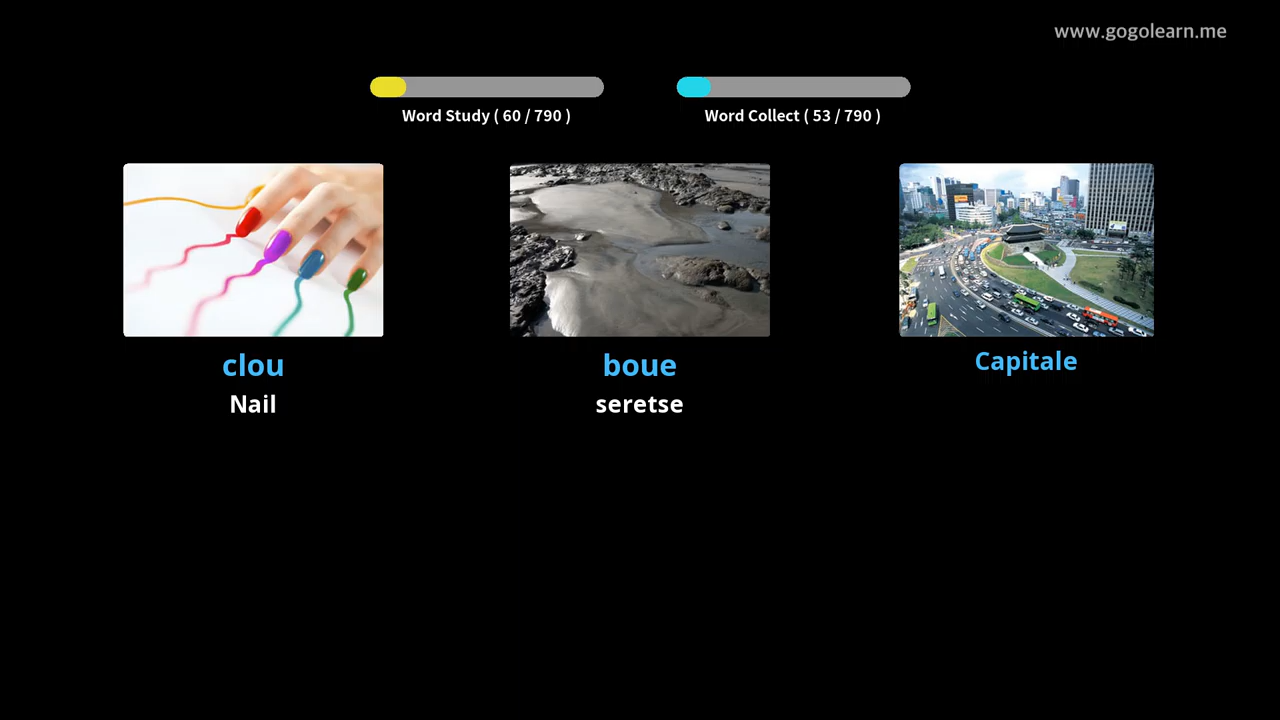 www.gogolearn.me
Word Study ( 60 / 790 )
Word Collect ( 53 / 790 )
clou
Nail
boue
seretse
Capitale